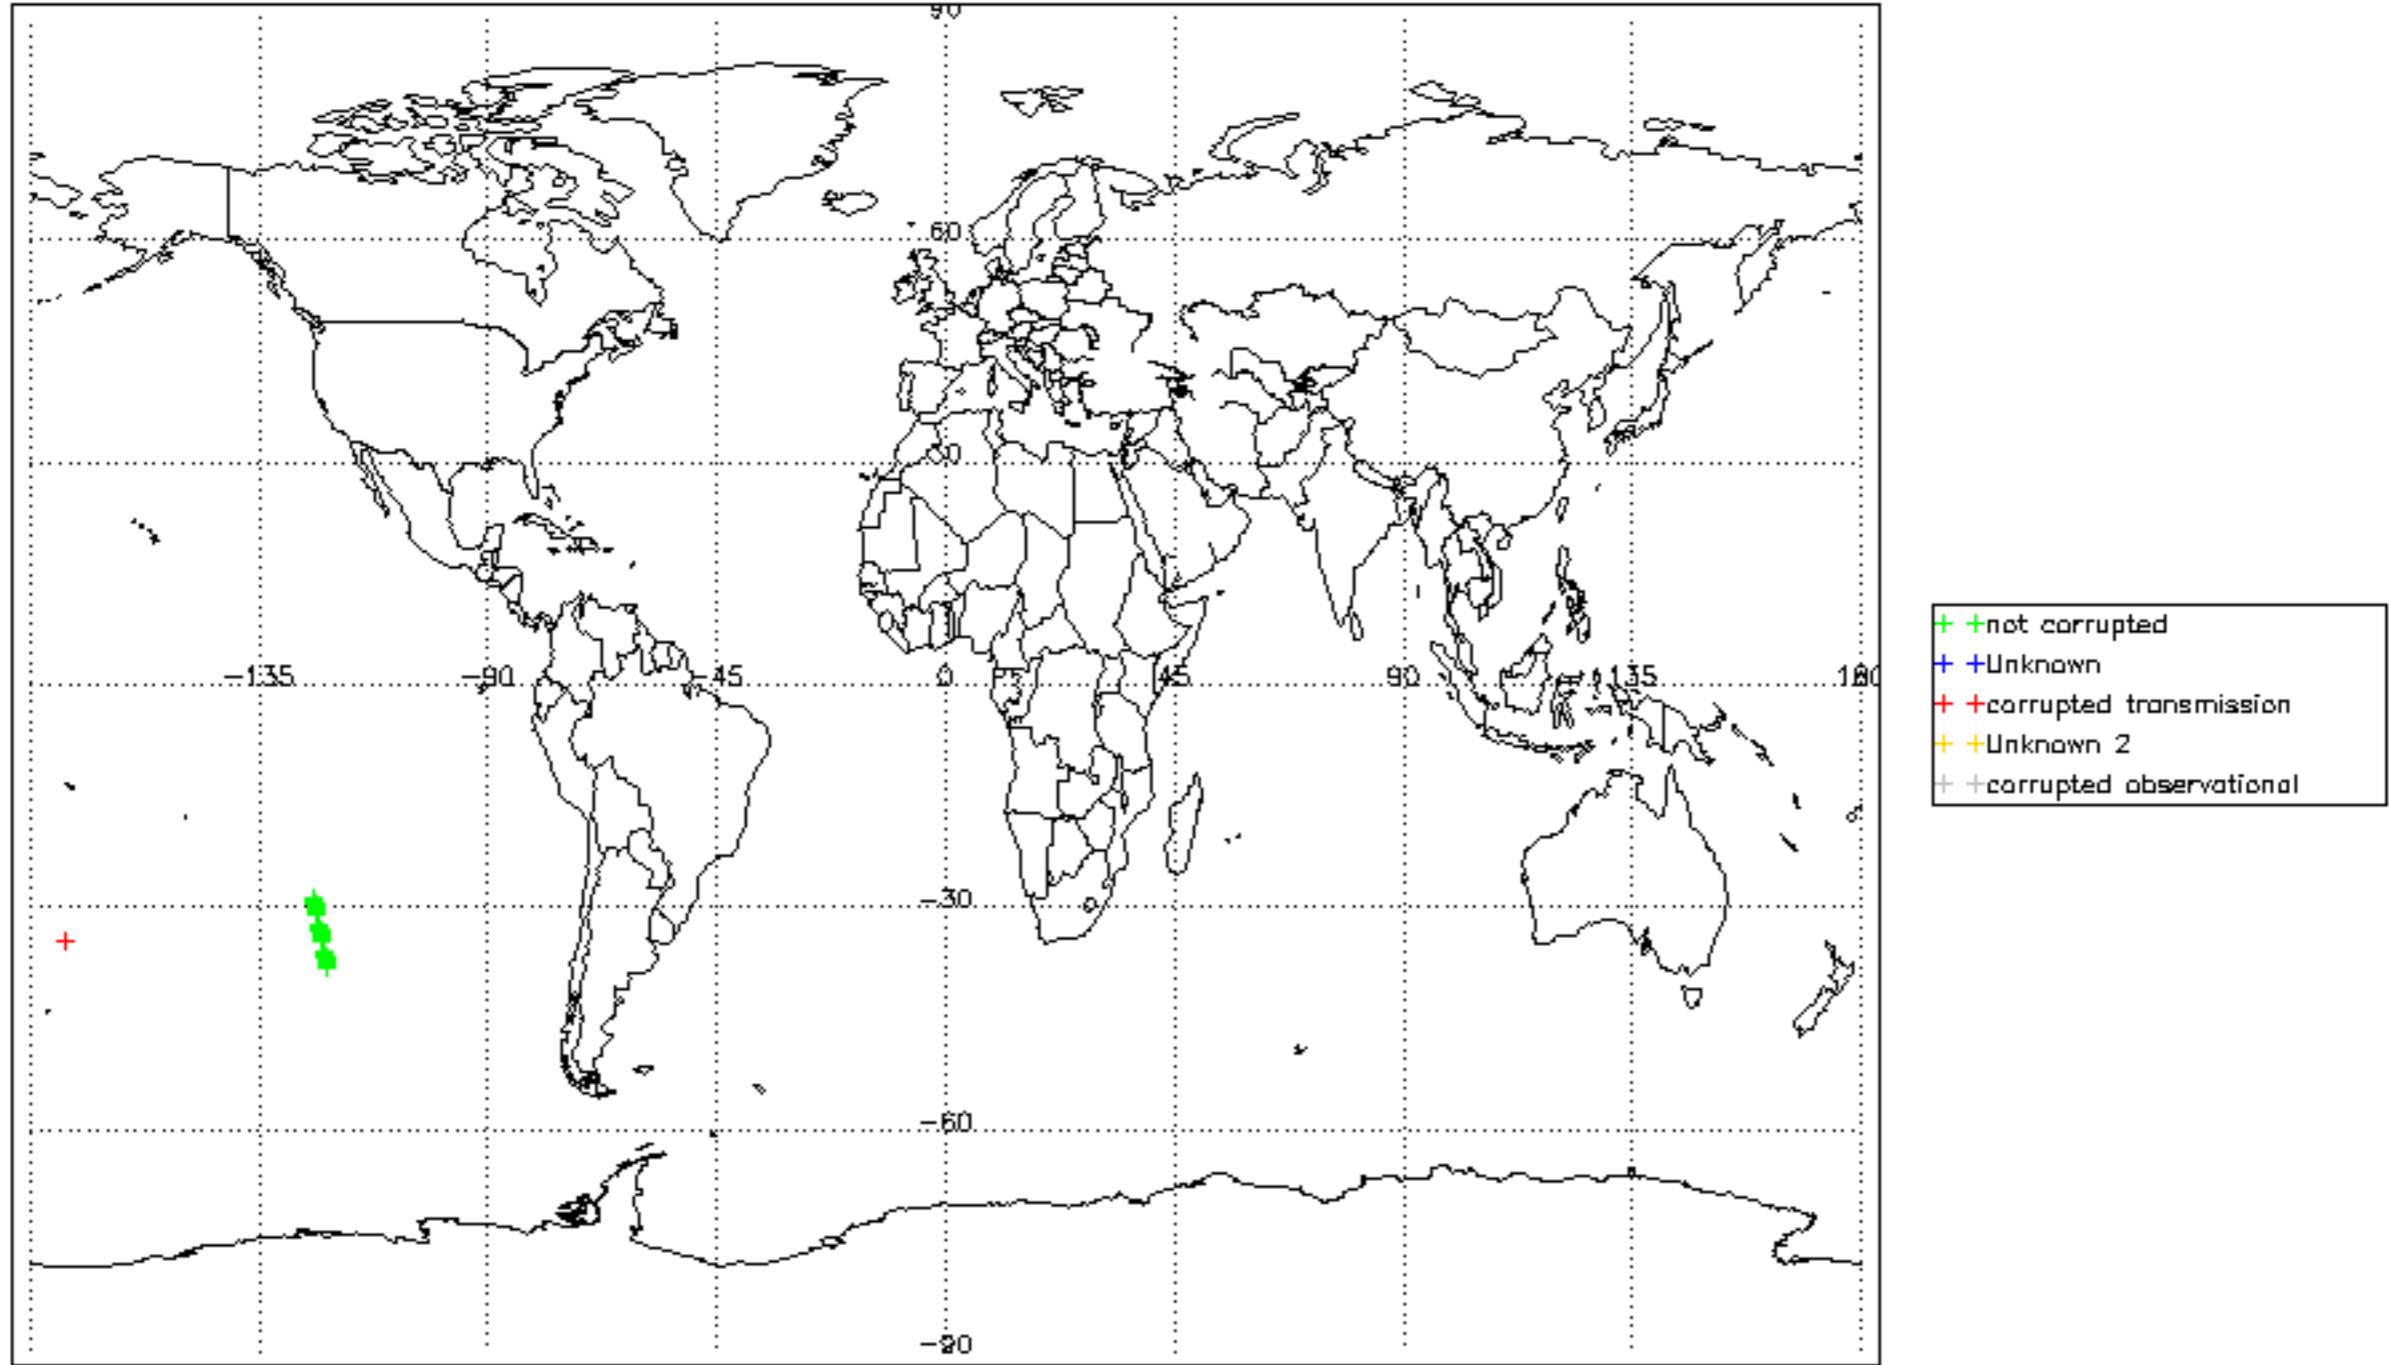 90
60
30
-135 -90 -45 0 45 90 135 180
-30
-60
-90
not corrupted
Unknown
corrupted transmission
Unknown 2
corrupted observational